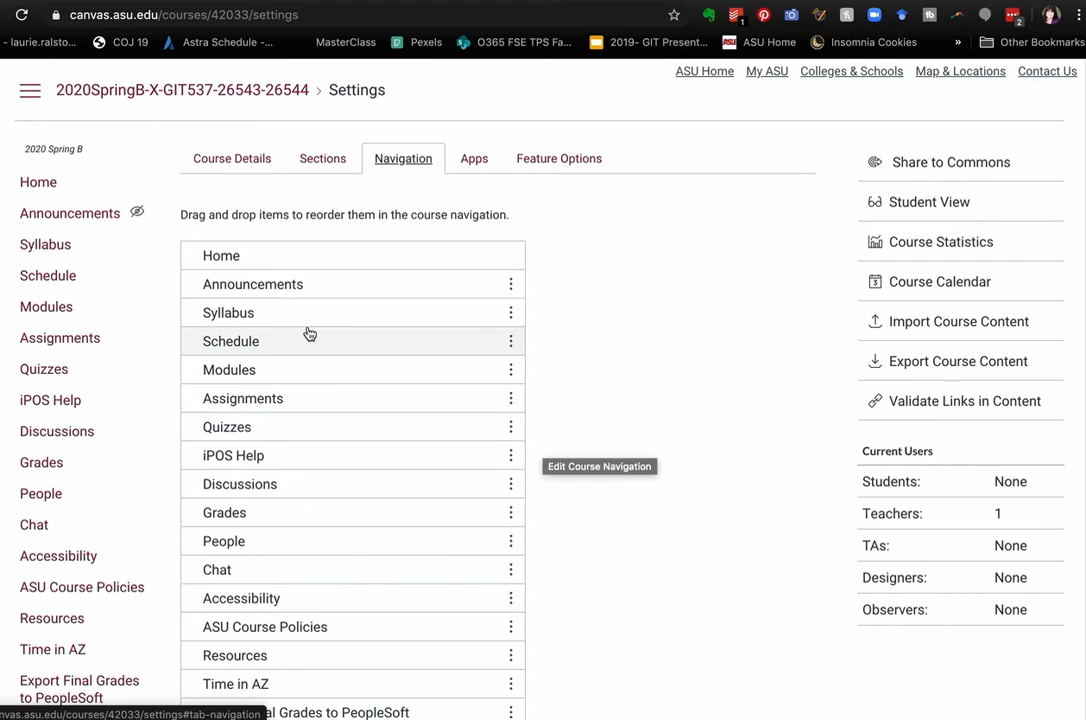 canvas.asu.edu/courses/42033/settings
1
2
- laurie.ralston... COJ 19 Astra Schedule -... MasterClass Pexels O365 FSE TPS Fa... 2019- GIT Present... ASU Home Insomnia Cookies » Other Bookmarks
ASU Home My ASU Colleges & Schools Map & Locations Contact Us
2020SpringB-X-GIT537-26543-26544 › Settings
2020 Spring B
Home
Announcements
Syllabus
Schedule
Modules
Assignments
Quizzes
iPOS Help
Discussions
Grades
People
Chat
Accessibility
ASU Course Policies
Resources
Time in AZ
Export Final Grades
to PeopleSoft
Course Details Sections Navigation Apps Feature Options
Drag and drop items to reorder them in the course navigation.
Home
Announcements
Syllabus
Schedule
Modules
Assignments
Quizzes
iPOS Help
Discussions
Grades
People
Chat
Accessibility
ASU Course Policies
Resources
Time in AZ
al Grades to PeopleSoft
Edit Course Navigation
Share to Commons
Student View
Course Statistics
Course Calendar
Import Course Content
Export Course Content
Validate Links in Content
Current Users
Students: None
Teachers: 1
TAs: None
Designers: None
Observers: None
nvas.asu.edu/courses/42033/settings#tab-navigation